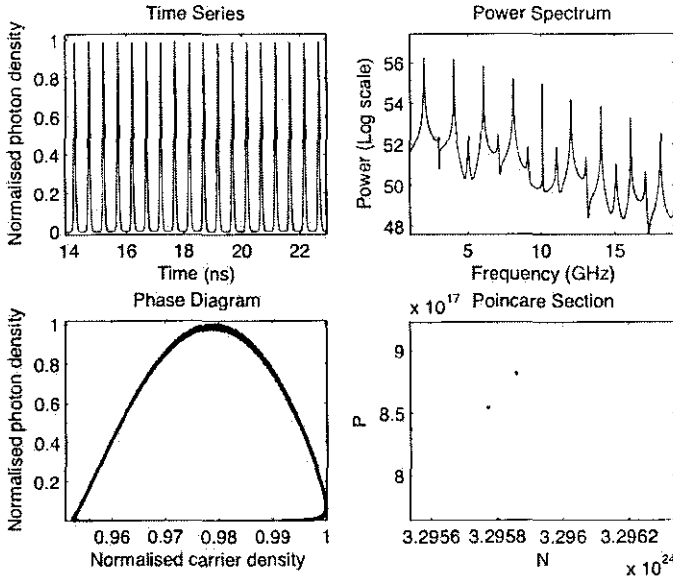 Time Series
Normalised photon density
1
0.8
0.6
0.4
0.2
0
14
16
18
20
22
Time (ns)
Power Spectrum
Power (Log scale)
56
54
52
50
48
5
10
15
Frequency (GHz)
Phase Diagram
Normalised photon density
1
0.8
0.6
0.4
0.2
0.96
0.97
0.98
0.99
1
Normalised carrier density
x 10^17
Poincare Section
P
9
8.5
8
3.2956
3.2958
3.296
3.2962
N
x 10^24